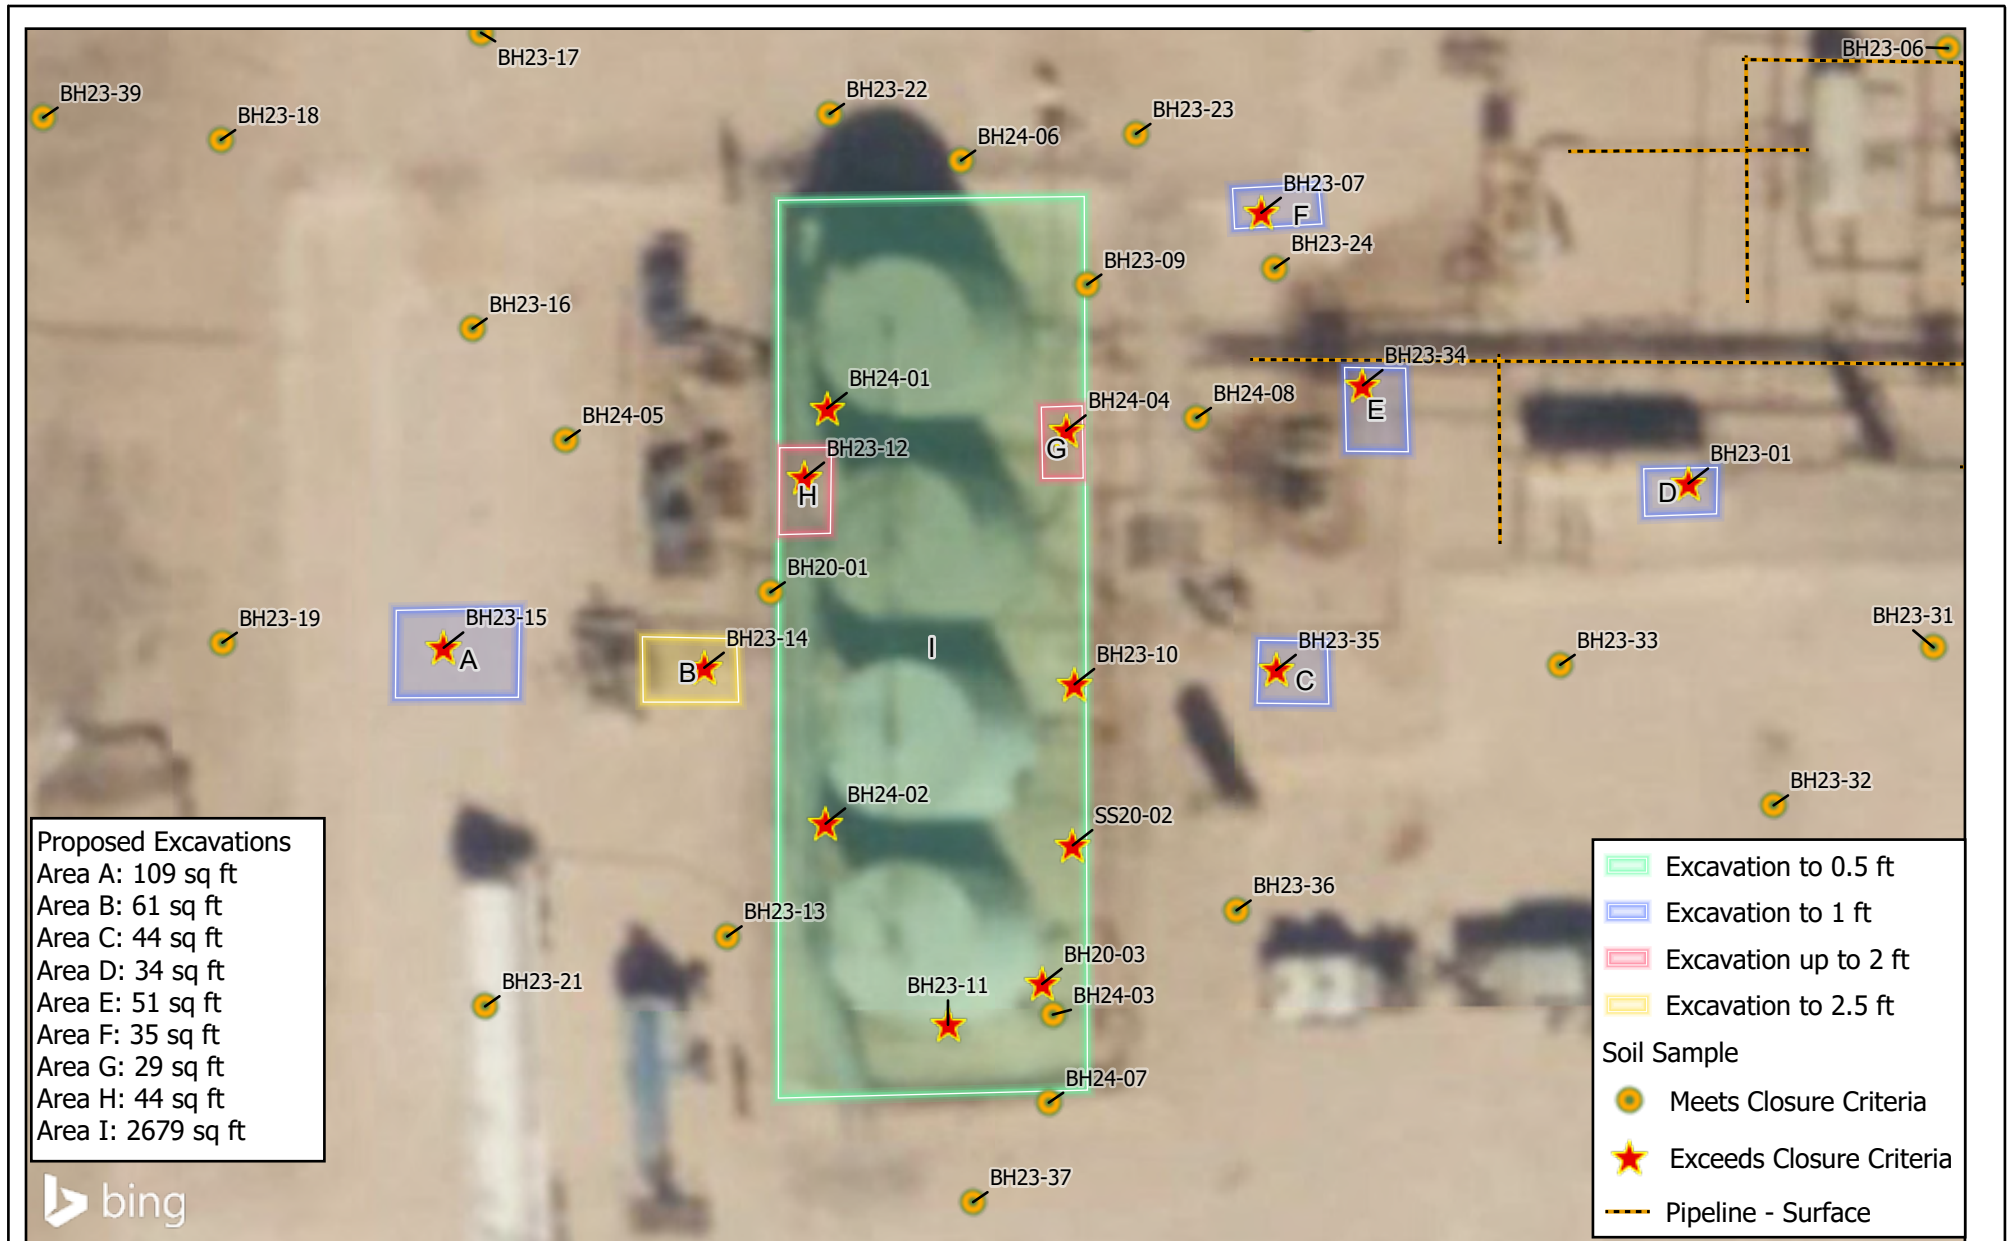 BH23-17
BH23-06
BH23-39
BH23-18
BH23-22
BH23-23
BH24-06
BH23-07
F
BH23-24
BH23-09
BH23-16
BH23-34
E
BH24-01
BH24-04
G
BH24-08
BH24-05
BH23-12
H
BH23-01
D
BH20-01
BH23-19
BH23-15
A
BH23-14
B
I
BH23-10
BH23-35
C
BH23-33
BH23-31
BH24-02
SS20-02
BH23-32
BH23-13
BH23-36
BH20-03
BH23-21
BH23-11
BH24-03
BH24-07
BH23-37
Proposed Excavations
Area A: 109 sq ft
Area B: 61 sq ft
Area C: 44 sq ft
Area D: 34 sq ft
Area E: 51 sq ft
Area F: 35 sq ft
Area G: 29 sq ft
Area H: 44 sq ft
Area I: 2679 sq ft
bing
Excavation to 0.5 ft
Excavation to 1 ft
Excavation up to 2 ft
Excavation to 2.5 ft
Soil Sample
Meets Closure Criteria
Exceeds Closure Criteria
Pipeline - Surface